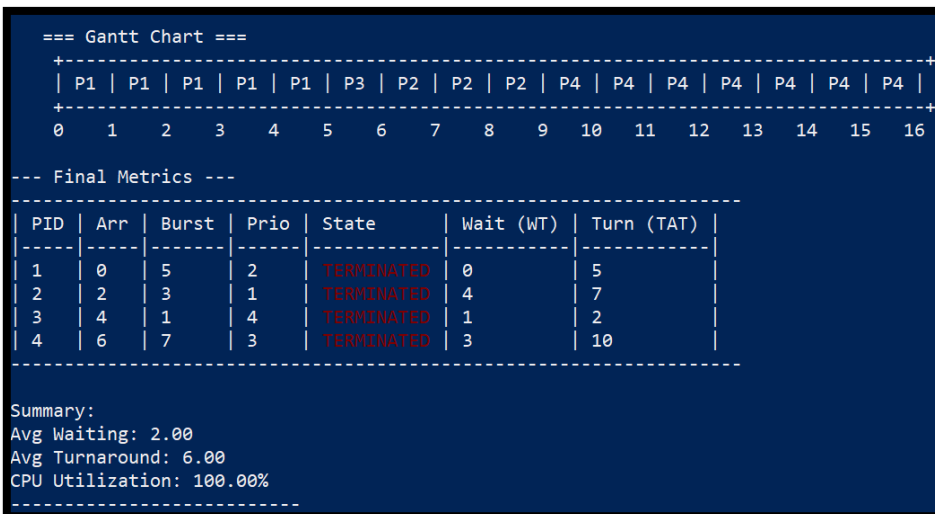 === Gantt Chart ===
+--------------------------------------------------------------------------------+
| P1 | P1 | P1 | P1 | P1 | P3 | P2 | P2 | P2 | P4 | P4 | P4 | P4 | P4 | P4 | P4 |
+--------------------------------------------------------------------------------+
0 1 2 3 4 5 6 7 8 9 10 11 12 13 14 15 16
--- Final Metrics ---
--------------------------------------------------------------------
| PID | Arr | Burst | Prio | State | Wait (WT) | Turn (TAT) |
|-----|-----|-------|------|------------|-----------|------------|
| 1 | 0 | 5 | 2 | TERMINATED | 0 | 5 |
| 2 | 2 | 3 | 1 | TERMINATED | 4 | 7 |
| 3 | 4 | 1 | 4 | TERMINATED | 1 | 2 |
| 4 | 6 | 7 | 3 | TERMINATED | 3 | 10 |
--------------------------------------------------------------------
Summary:
Avg Waiting: 2.00
Avg Turnaround: 6.00
CPU Utilization: 100.00%
---------------------------